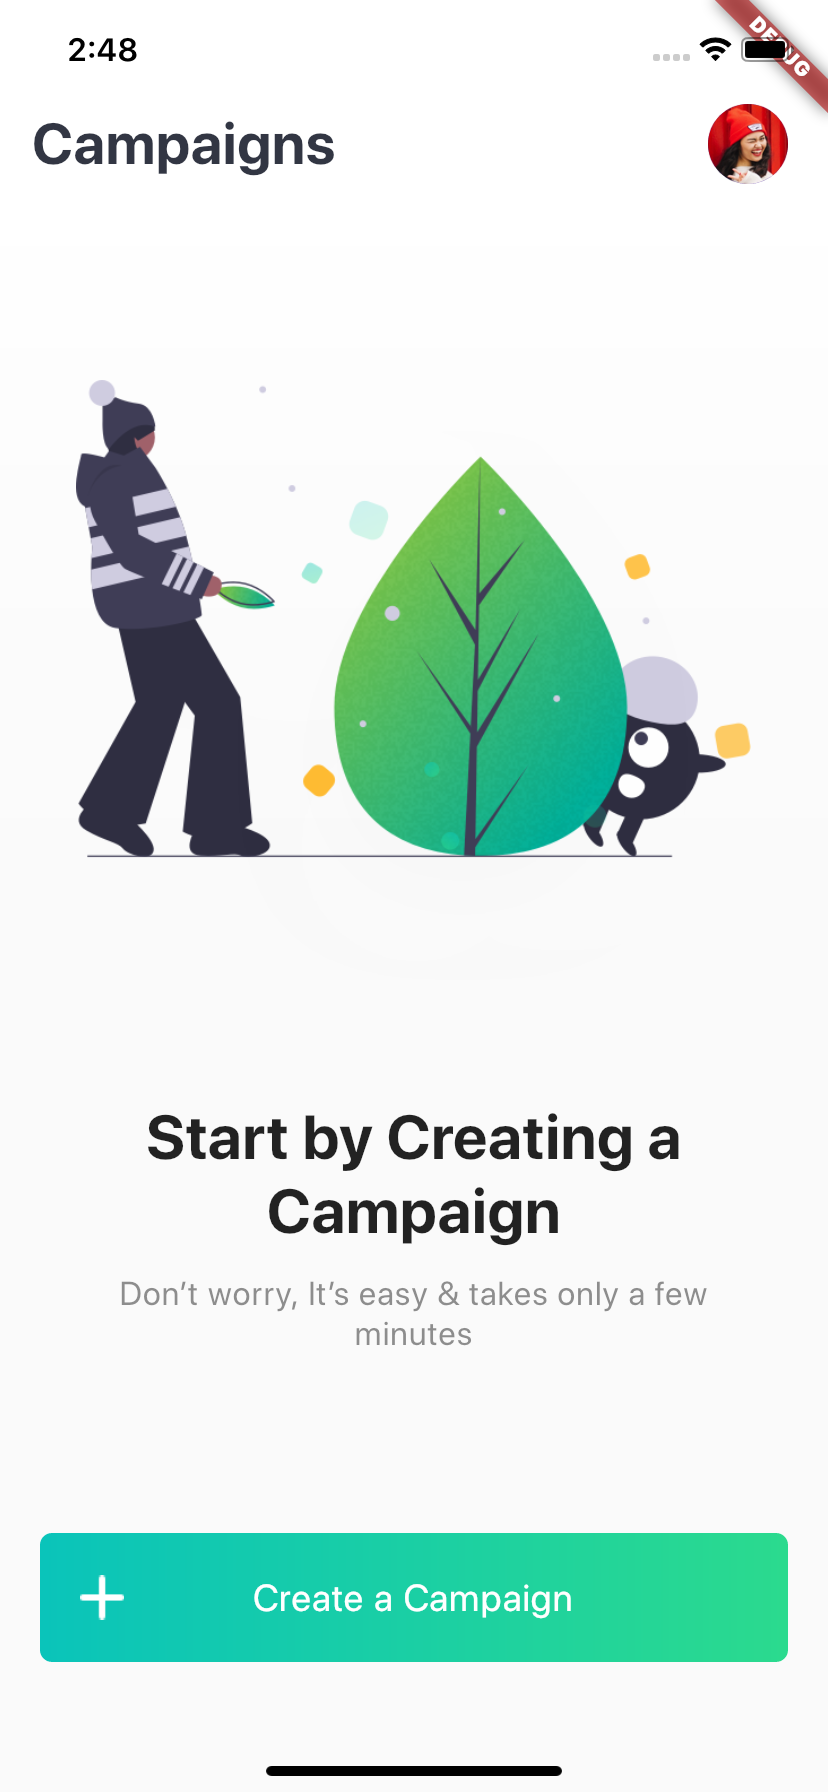 2:48
DEBUG
Campaigns
Start by Creating a
Campaign
Don’t worry, It’s easy & takes only a few
minutes
Create a Campaign